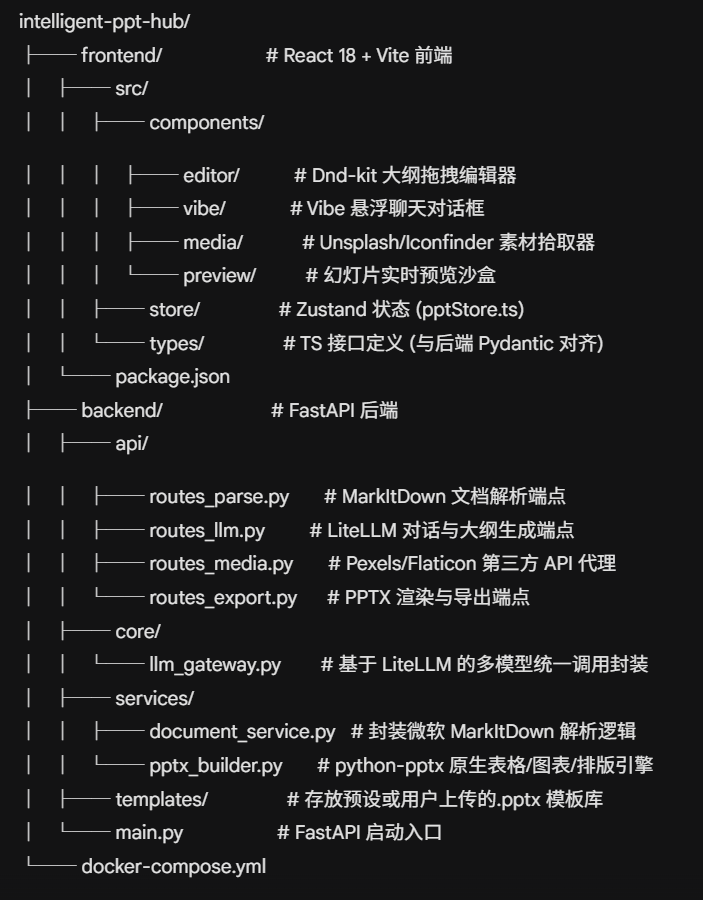 intelligent-ppt-hub/
├── frontend/ # React 18 + Vite 前端
│ ├── src/
│ │ ├── components/
│ │ │ ├── editor/ # Dnd-kit 大纲拖拽编辑器
│ │ │ ├── vibe/ # Vibe 悬浮聊天对话框
│ │ │ ├── media/ # Unsplash/Iconfinder 素材拾取器
│ │ │ └── preview/ # 幻灯片实时预览沙盒
│ │ ├── store/ # Zustand 状态 (pptStore.ts)
│ │ └── types/ # TS 接口定义 (与后端 Pydantic 对齐)
│ └── package.json
├── backend/ # FastAPI 后端
│ ├── api/
│ │ ├── routes_parse.py # MarkItDown 文档解析端点
│ │ ├── routes_llm.py # LiteLLM 对话与大纲生成端点
│ │ ├── routes_media.py # Pexels/Flaticon 第三方 API 代理
│ │ └── routes_export.py # PPTX 渲染与导出端点
│ ├── core/
│ │ └── llm_gateway.py # 基于 LiteLLM 的多模型统一调用封装
│ ├── services/
│ │ ├── document_service.py # 封装微软 MarkItDown 解析逻辑
│ │ └── pptx_builder.py # python-pptx 原生表格/图表/排版引擎
│ ├── templates/ # 存放预设或用户上传的.pptx 模板库
│ └── main.py # FastAPI 启动入口
└── docker-compose.yml